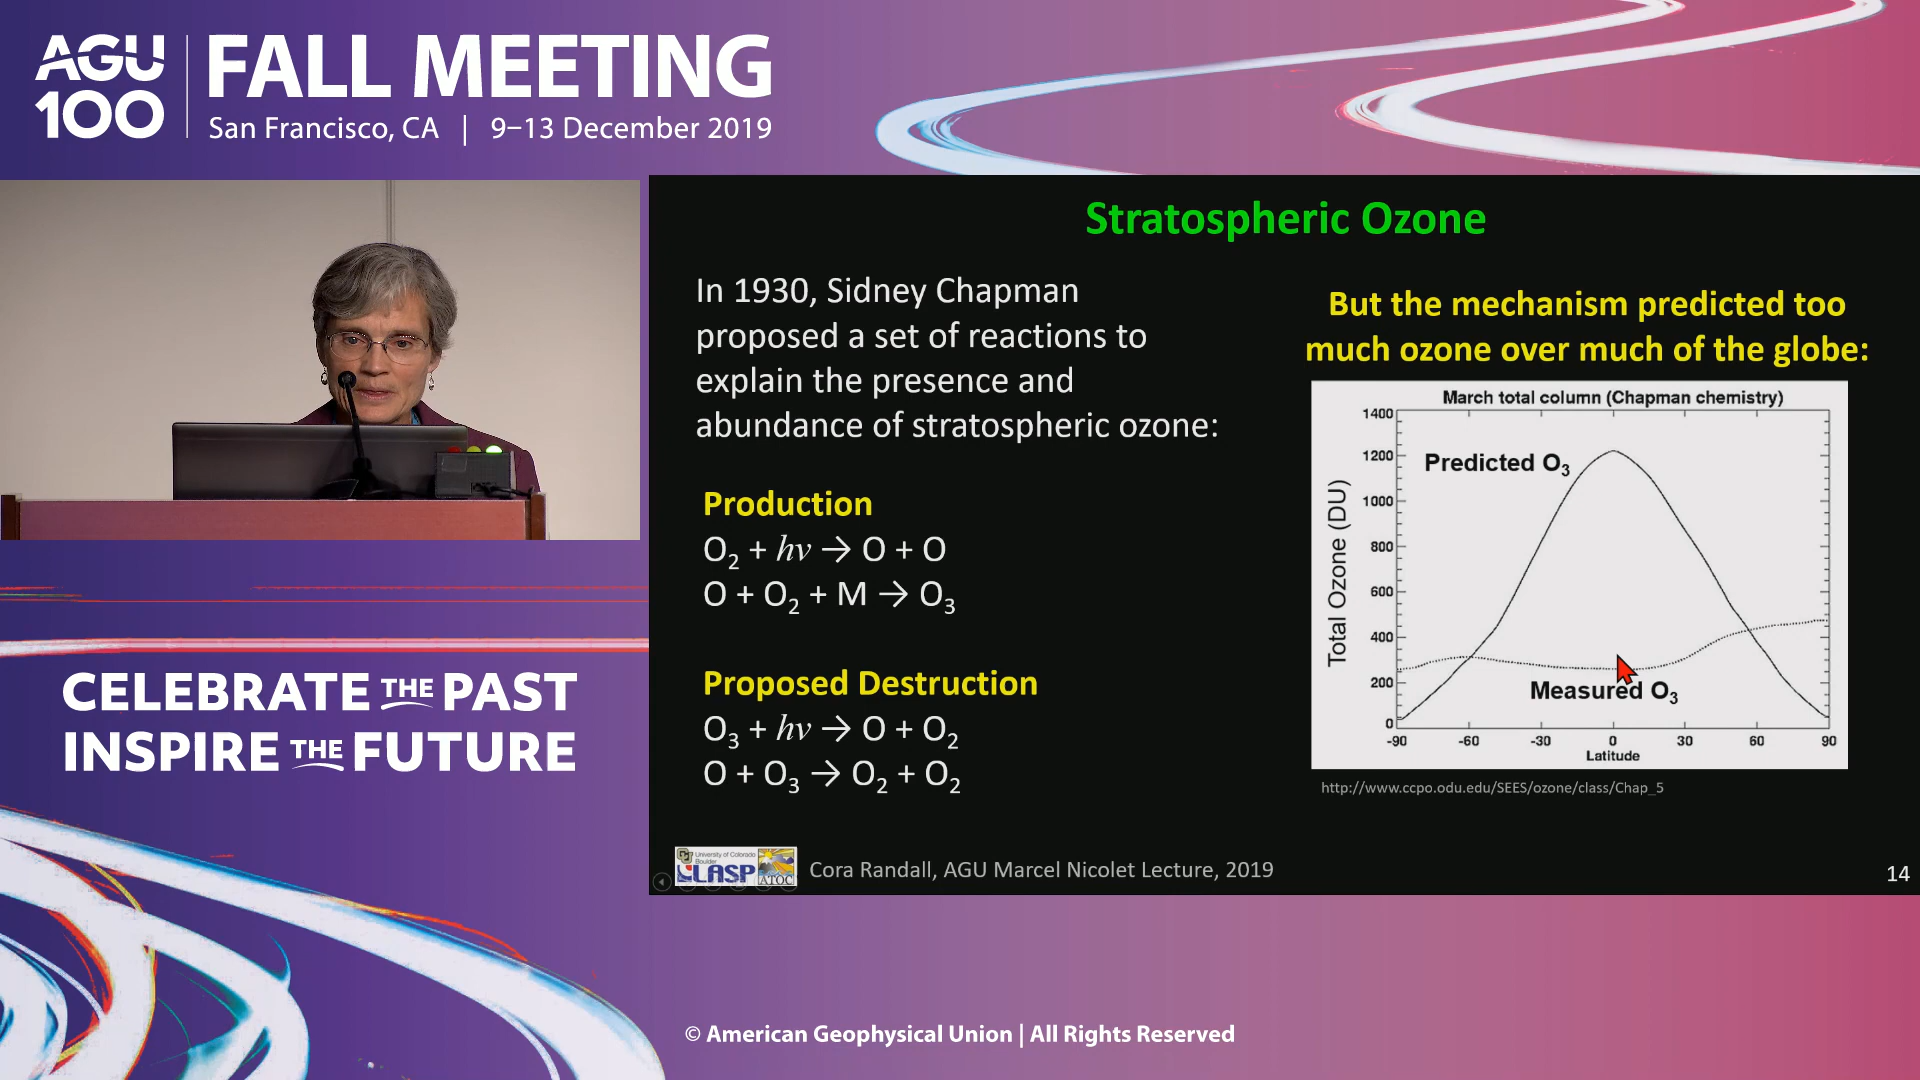 AGU
100
FALL MEETING
San Francisco, CA | 9–13 December 2019
Stratospheric Ozone
In 1930, Sidney Chapman
proposed a set of reactions to
explain the presence and
abundance of stratospheric ozone:
Production
O₂ + hν → O + O
O + O₂ + M → O₃
Proposed Destruction
O₃ + hν → O + O₂
O + O₃ → O₂ + O₂
But the mechanism predicted too
much ozone over much of the globe:
March total column (Chapman chemistry)
Total Ozone (DU)
1400
1200
1000
800
600
400
200
0
Predicted O₃
Measured O₃
-90 -60 -30 0 30 60 90
Latitude
http://www.ccpo.odu.edu/SEES/ozone/class/Chap_5
University of Colorado
Boulder
LASP
ATOC
Cora Randall, AGU Marcel Nicolet Lecture, 2019
14
CELEBRATE THE PAST
INSPIRE THE FUTURE
© American Geophysical Union | All Rights Reserved